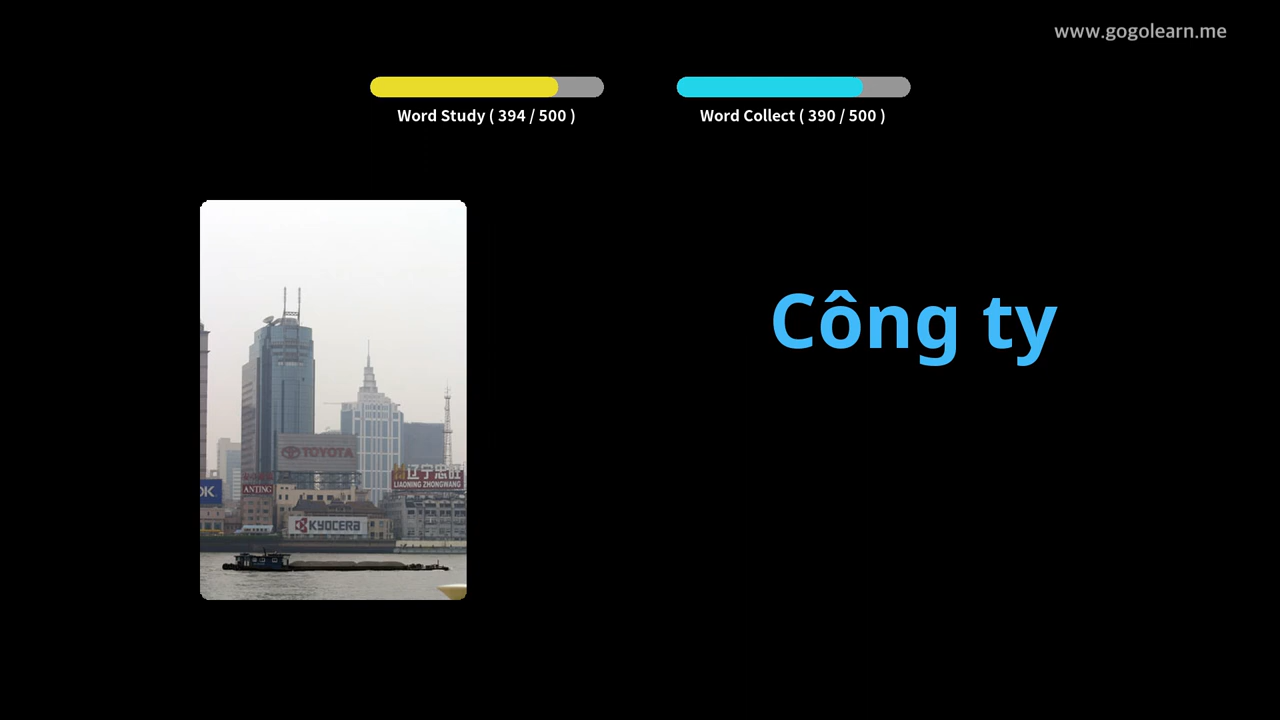 www.gogolearn.me
Word Study ( 394 / 500 )
Word Collect ( 390 / 500 )
Công ty
TOYOTA
辽宁忠旺
LIAONING ZHONGWANG
OK
ANTING
KYOCERA